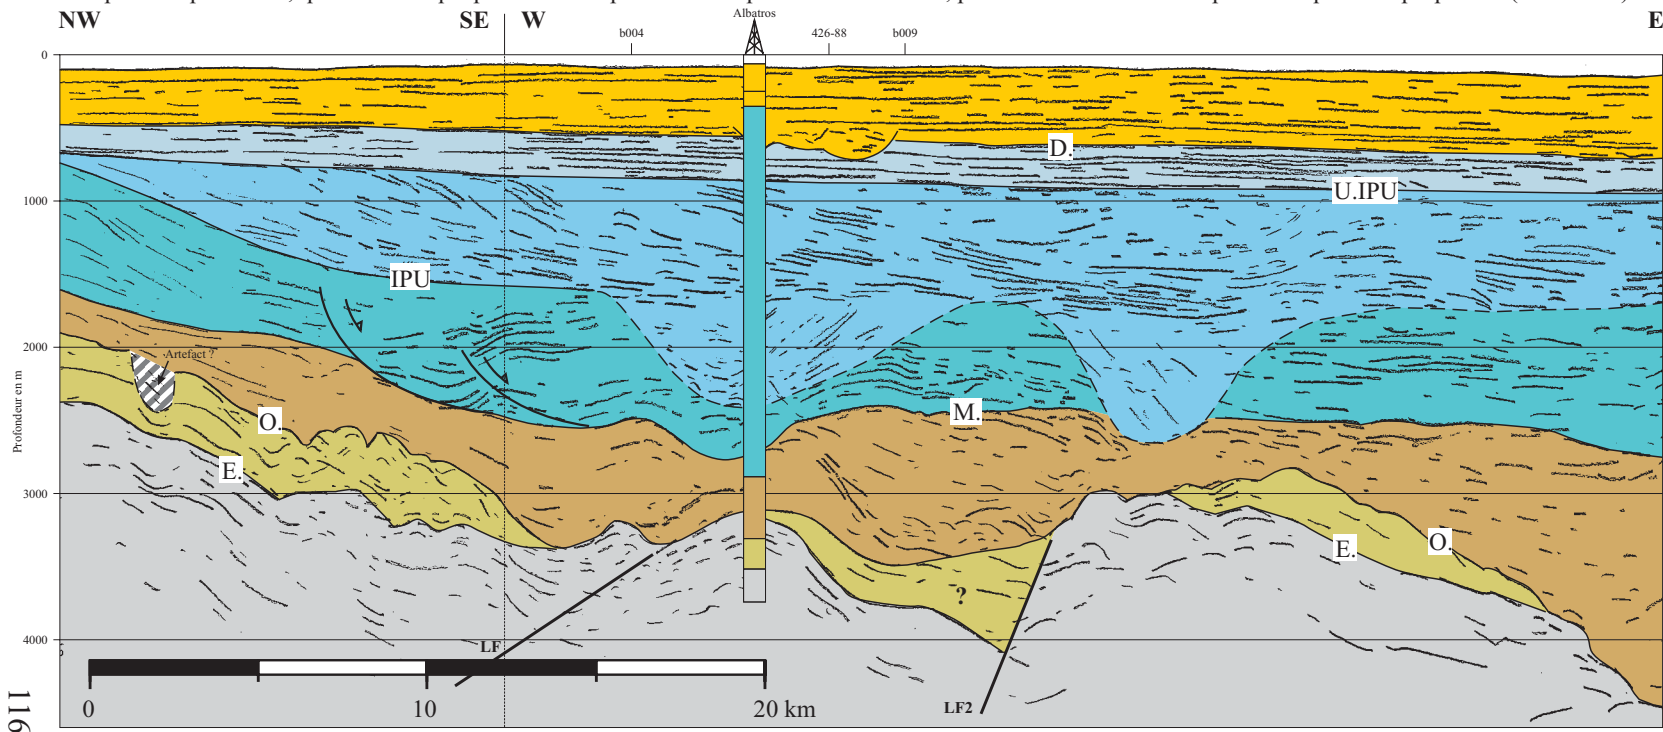 NW
SE
W
Albatros
E
b004
426-88
b009
0
D.
U.IPU
1000
IPU
2000
Artefact ?
Profondeur en m
O.
M.
E.
3000
E.
O.
?
4000
LF
LF2
0
10
20 km
116